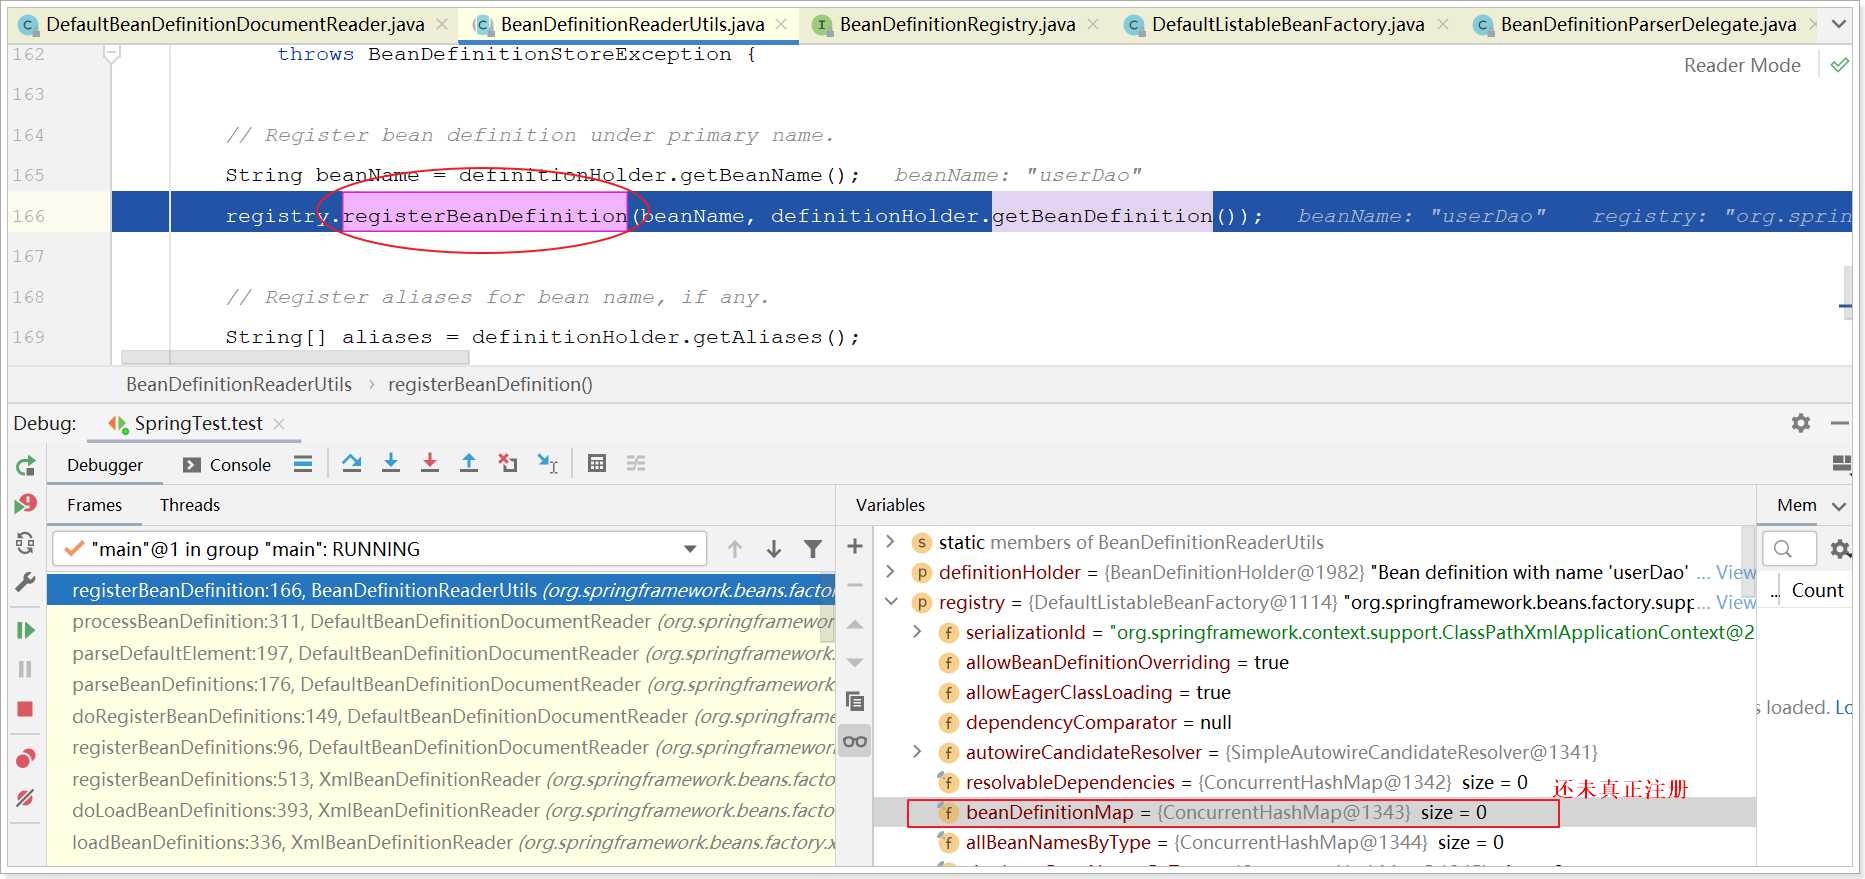 DefaultBeanDefinitionDocumentReader.java
BeanDefinitionReaderUtils.java
BeanDefinitionRegistry.java
DefaultListableBeanFactory.java
BeanDefinitionParserDelegate.java
162 throws BeanDefinitionStoreException {
Reader Mode
163
164 // Register bean definition under primary name.
165 String beanName = definitionHolder.getBeanName(); beanName: "userDao"
166 registry.registerBeanDefinition(beanName, definitionHolder.getBeanDefinition()); beanName: "userDao" registry: "org.sprin
167
168 // Register aliases for bean name, if any.
169 String[] aliases = definitionHolder.getAliases();
BeanDefinitionReaderUtils › registerBeanDefinition()
Debug: SpringTest.test
Debugger Console
Frames Threads
"main"@1 in group "main": RUNNING
registerBeanDefinition:166, BeanDefinitionReaderUtils (org.springframework.beans.facto
processBeanDefinition:311, DefaultBeanDefinitionDocumentReader (org.springframewor
parseDefaultElement:197, DefaultBeanDefinitionDocumentReader (org.springframework.
parseBeanDefinitions:176, DefaultBeanDefinitionDocumentReader (org.springframework
doRegisterBeanDefinitions:149, DefaultBeanDefinitionDocumentReader (org.springframe
registerBeanDefinitions:96, DefaultBeanDefinitionDocumentReader (org.springframework
registerBeanDefinitions:513, XmlBeanDefinitionReader (org.springframework.beans.facto
doLoadBeanDefinitions:393, XmlBeanDefinitionReader (org.springframework.beans.facto
loadBeanDefinitions:336, XmlBeanDefinitionReader (org.springframework.beans.factory.x
Variables
static members of BeanDefinitionReaderUtils
definitionHolder = {BeanDefinitionHolder@1982} "Bean definition with name 'userDao' ... View
registry = {DefaultListableBeanFactory@1114} "org.springframework.beans.factory.supp... View
serializationId = "org.springframework.context.support.ClassPathXmlApplicationContext@2
allowBeanDefinitionOverriding = true
allowEagerClassLoading = true
dependencyComparator = null
autowireCandidateResolver = {SimpleAutowireCandidateResolver@1341}
resolvableDependencies = {ConcurrentHashMap@1342} size = 0
还未真正注册
beanDefinitionMap = {ConcurrentHashMap@1343} size = 0
allBeanNamesByType = {ConcurrentHashMap@1344} size = 0
Mem
... Count
s loaded. Lo